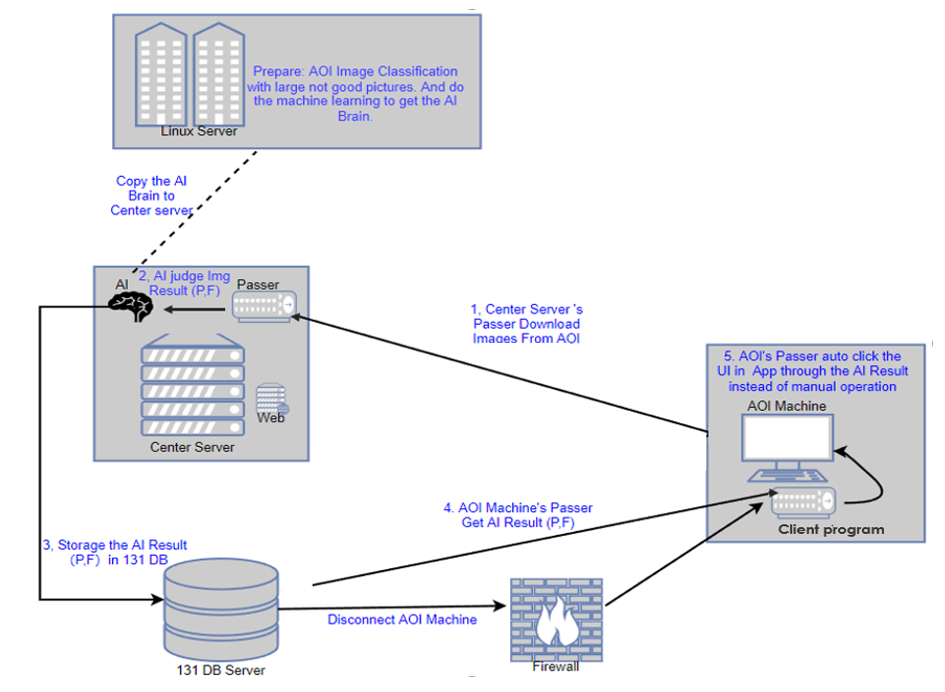 Prepare: AOI Image Classification
with large not good pictures. And do
the machine learning to get the AI
Brain.
Linux Server
Copy the AI
Brain to
Center server
AI
2, AI judge Img
Result (P,F)
Passer
Web
Center Server
1, Center Server's
Passer Download
Images From AOI
5. AOI's Passer auto click the
UI in App through the AI Result
instead of manual operation
AOI Machine
Client program
4. AOI Machine's Passer
Get AI Result (P,F)
3, Storage the AI Result
(P,F) in 131 DB
131 DB Server
Disconnect AOI Machine
Firewall